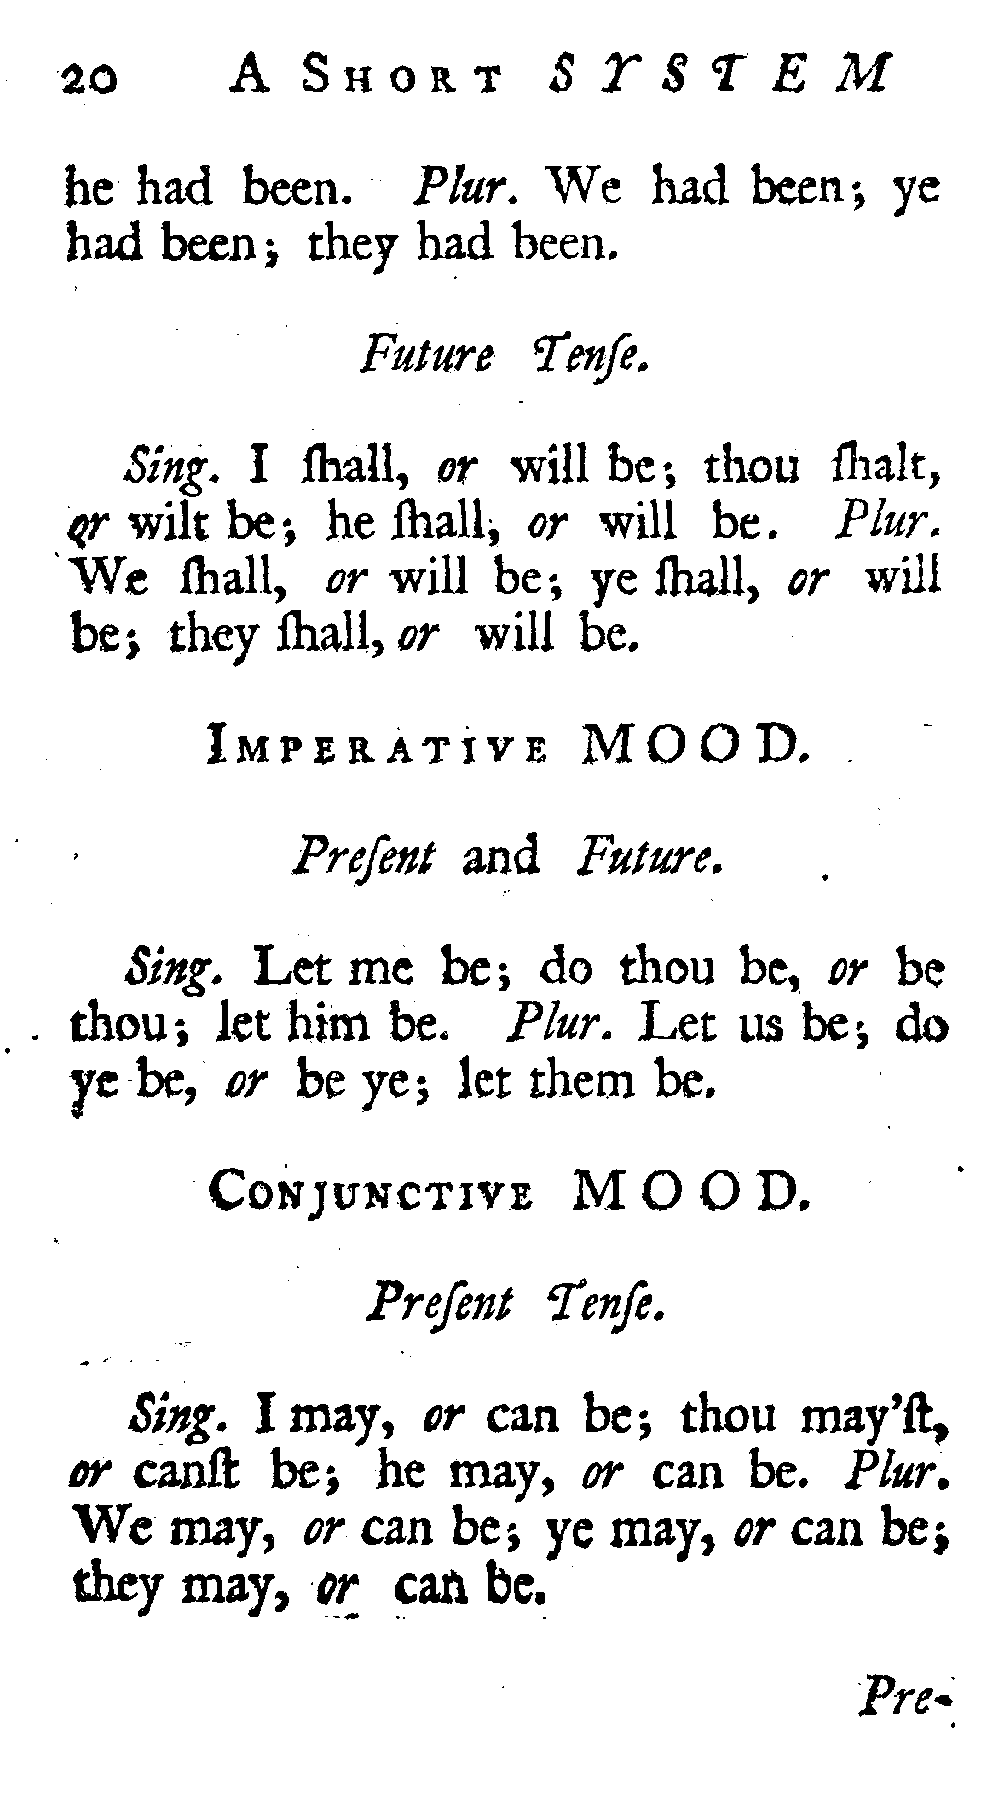 20 A SHORT SYSTEM
he had been. Plur. We had been; ye
had been; they had been.
Future Tenſe.
Sing. I ſhall, or will be; thou ſhalt,
or wilt be; he ſhall, or will be. Plur.
We ſhall, or will be; ye ſhall, or will
be; they ſhall, or will be.
IMPERATIVE MOOD.
Preſent and Future.
Sing. Let me be; do thou be, or be
thou; let him be. Plur. Let us be; do
ye be, or be ye; let them be.
CONJUNCTIVE MOOD.
Preſent Tenſe.
Sing. I may, or can be; thou may'ſt,
or canſt be; he may, or can be. Plur.
We may, or can be; ye may, or can be;
they may, or can be.
Pre-